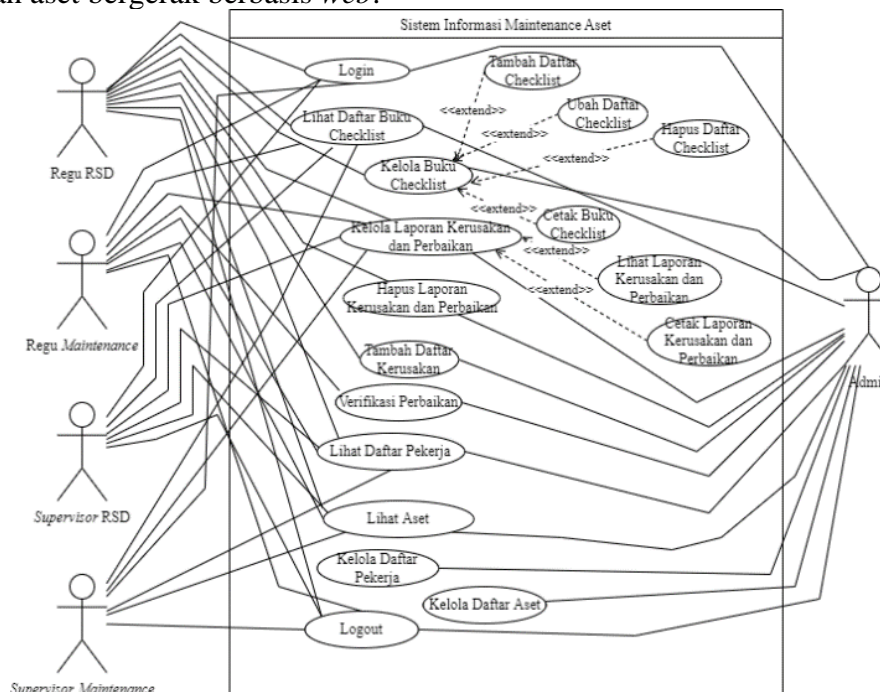 an aset bergerak berbasis web.
Sistem Informasi Maintenance Aset
Login
Tambah Daftar
Checklist
Ubah Daftar
Checklist
Hapus Daftar
Checklist
<<extend>>
<<extend>>
<<extend>>
Lihat Daftar Buku
Checklist
Kelola Buku
Checklist
<<extend>>
Cetak Buku
Checklist
Kelola Laporan Kerusakan
dan Perbaikan
<<extend>>
Lihat Laporan
Kerusakan dan
Perbaikan
<<extend>>
Cetak Laporan
Kerusakan dan
Perbaikan
Hapus Laporan
Kerusakan dan Perbaikan
Tambah Daftar
Kerusakan
Verifikasi Perbaikan
Lihat Daftar Pekerja
Lihat Aset
Kelola Daftar
Pekerja
Kelola Daftar Aset
Logout
Regu RSD
Regu Maintenance
Supervisor RSD
Supervisor Maintenance
Admi